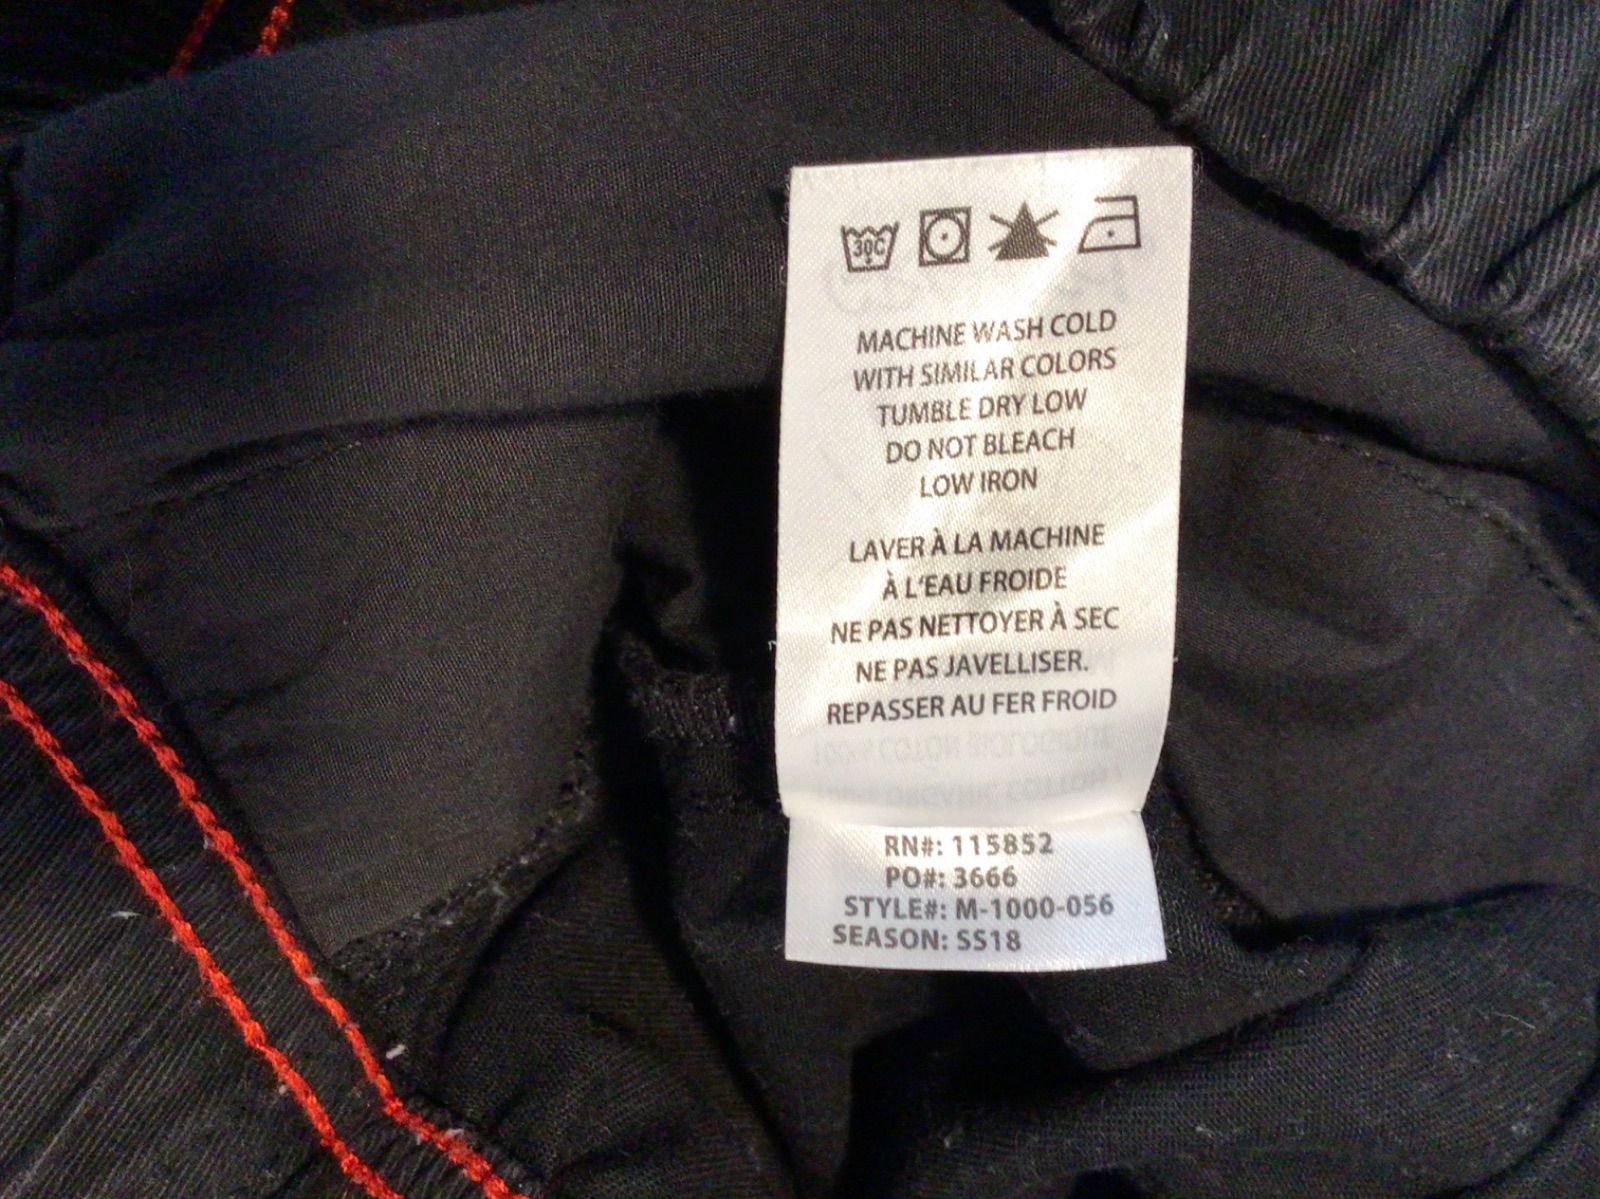 30C
MACHINE WASH COLD
WITH SIMILAR COLORS
TUMBLE DRY LOW
DO NOT BLEACH
LOW IRON
LAVER À LA MACHINE
À L'EAU FROIDE
NE PAS NETTOYER À SEC
NE PAS JAVELLISER.
REPASSER AU FER FROID
RN#: 115852
PO#: 3666
STYLE#: M-1000-056
SEASON: SS18